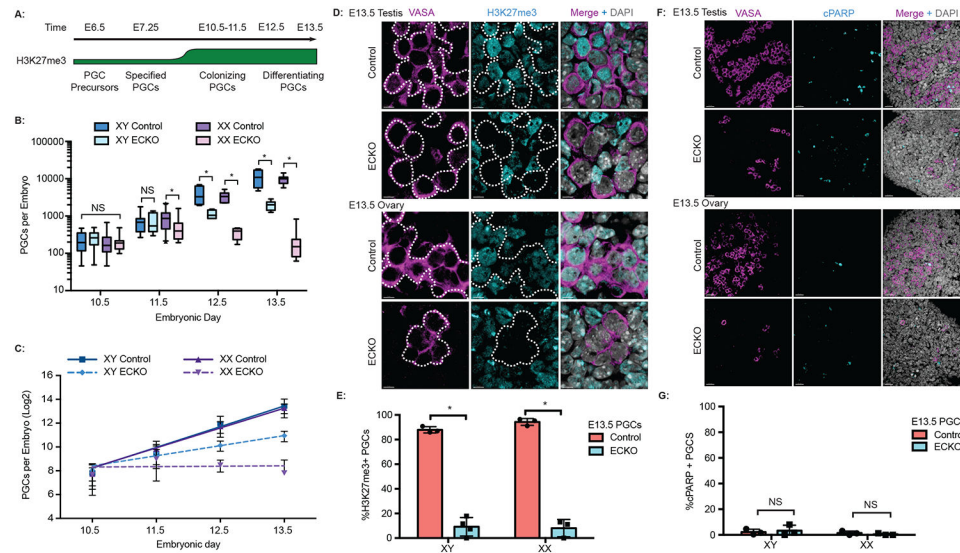 A:
Time E6.5 E7.25 E10.5-11.5 E12.5 E13.5
H3K27me3
PGC Precursors
Specified PGCs
Colonizing PGCs
Differentiating PGCs
B:
XY Control XX Control
XY ECKO XX ECKO
PGCs per Embryo
100000
10000
1000
100
10
NS
NS
*
*
*
*
*
10.5 11.5 12.5 13.5
Embryonic Day
C:
XY Control XX Control
XY ECKO XX ECKO
PGCs per Embryo (Log2)
16
14
12
10
8
6
4
10.5 11.5 12.5 13.5
Embryonic day
D: E13.5 Testis VASA H3K27me3 Merge + DAPI
Control
ECKO
E13.5 Ovary
Control
ECKO
E:
E13.5 PGCs
Control
ECKO
%H3K27me3+ PGCs
100
80
60
40
20
0
*
*
XY XX
F: E13.5 Testis VASA cPARP Merge + DAPI
Control
ECKO
E13.5 Ovary
Control
ECKO
G:
E13.5 PGC
Control
ECKO
%cPARP + PGCS
100
80
60
40
20
0
NS
NS
XY XX